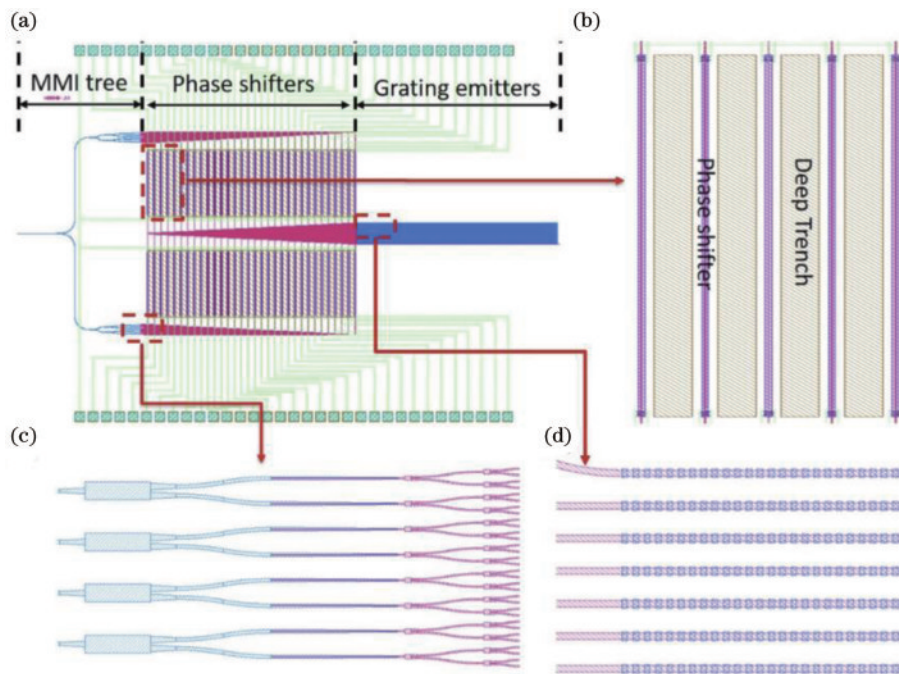 (a)
(b)
MMI tree
Phase shifters
Grating emitters
Phase shifter
Deep Trench
(c)
(d)